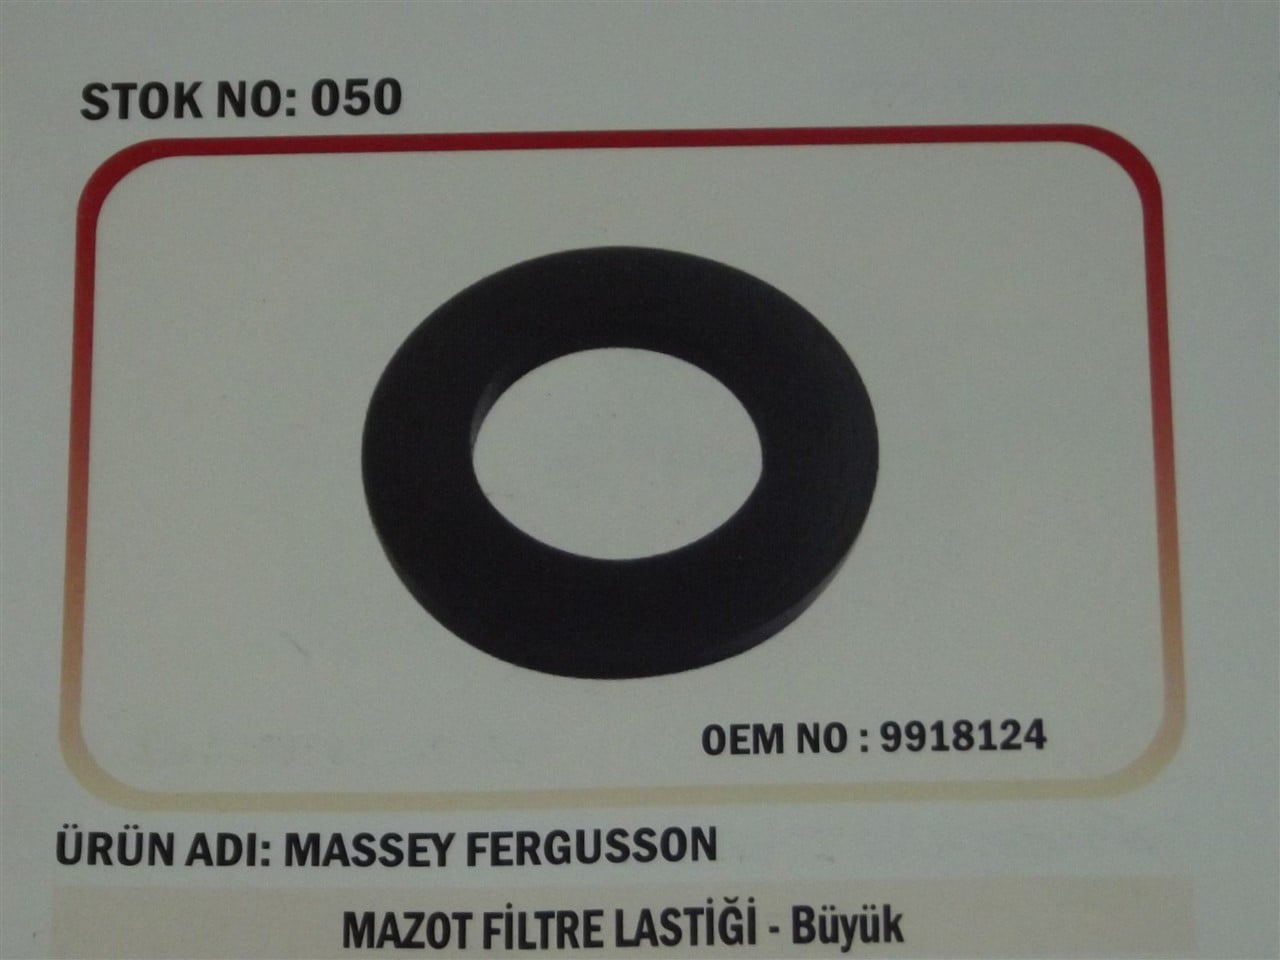 STOK NO: 050
OEM NO : 9918124
ÜRÜN ADI: MASSEY FERGUSSON
MAZOT FİLTRE LASTİĞİ - Büyük